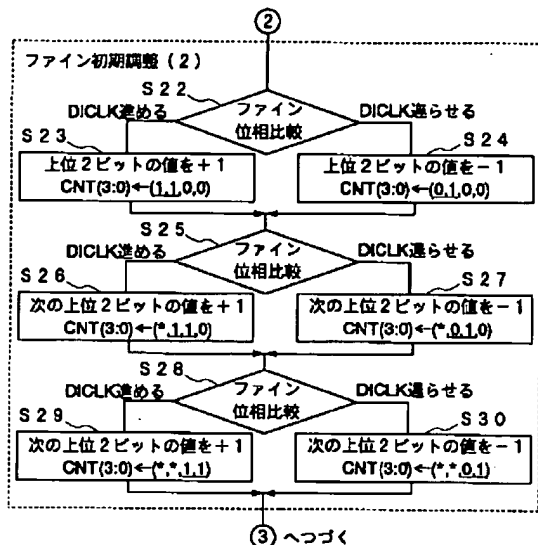 ②
ファイン初期調整(2)
S22
ファイン
位相比較
DICLK進める
DICLK遅らせる
S23
上位2ビットの値を+1
CNT(3:0)←(1,1,0,0)
S24
上位2ビットの値を-1
CNT(3:0)←(0,1,0,0)
S25
ファイン
位相比較
DICLK進める
DICLK遅らせる
S26
次の上位2ビットの値を+1
CNT(3:0)←(*,1,1,0)
S27
次の上位2ビットの値を-1
CNT(3:0)←(*,0,1,0)
S28
ファイン
位相比較
DICLK進める
DICLK遅らせる
S29
次の上位2ビットの値を+1
CNT(3:0)←(*,*,1,1)
S30
次の上位2ビットの値を-1
CNT(3:0)←(*,*,0,1)
③ へつづく